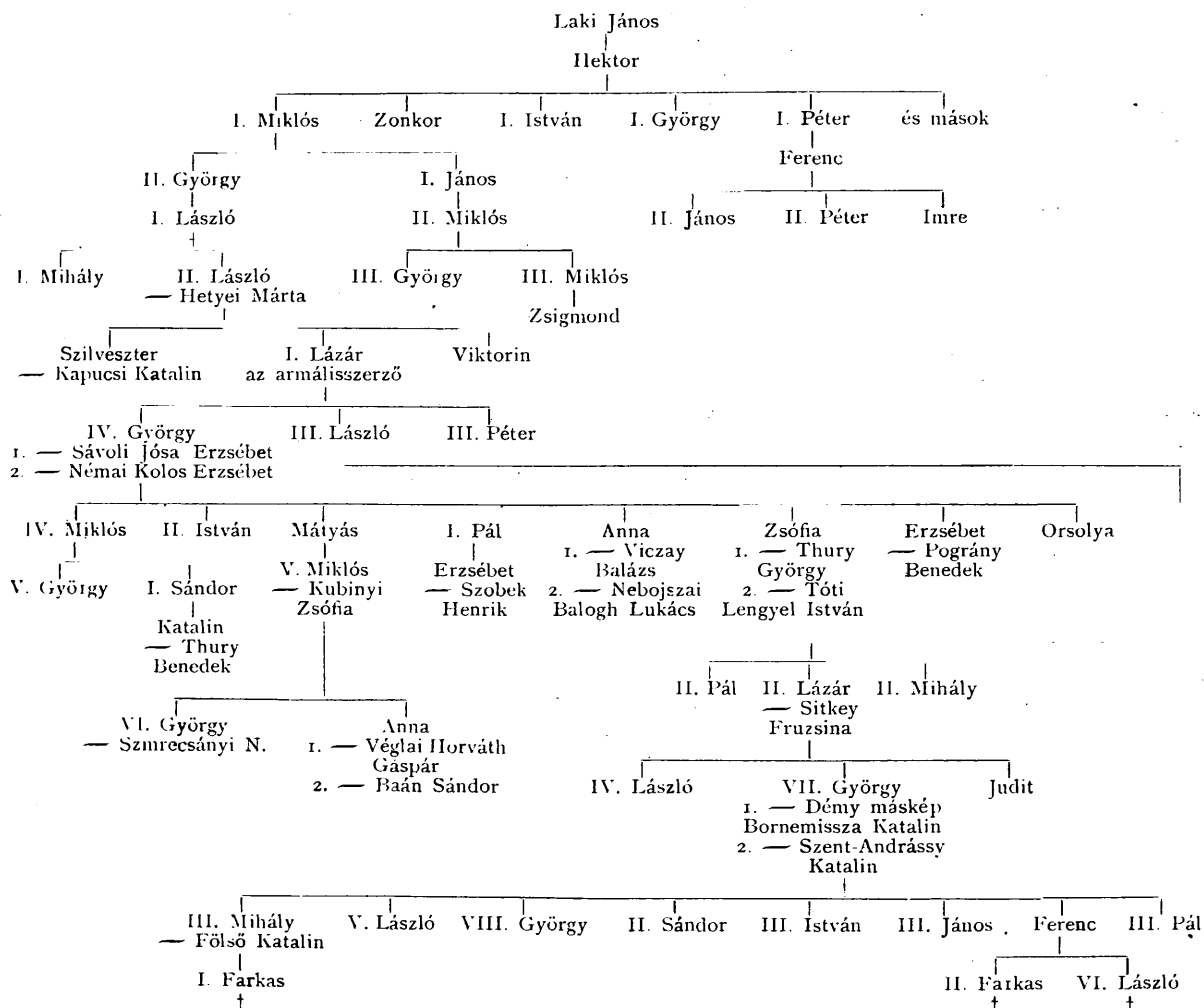 Laki János
Hektor
I. Miklós Zonkor I. István I. György I. Péter és mások
Ferenc
II. György I. János
I. László II. Miklós II. János II. Péter Imre
I. Mihály II. László III. György III. Miklós
— Hetyei Márta
Zsigmond
Szilveszter I. Lázár Viktorin
— Kapucsi Katalin az armálisszerző
IV. György III. László III. Péter
1. — Sávoli Jósa Erzsébet
2. — Némai Kolos Erzsébet
IV. Miklós II. István Mátyás I. Pál Anna Zsófia Erzsébet Orsolya
1. — Viczay 1. — Thury — Pográny
V. György I. Sándor V. Miklós Erzsébet Balázs György Benedek
— Kubinyi — Szobek 2. — Nebojszai 2. — Tóti
Zsófia Henrik Balogh Lukács Lengyel István
Katalin
— Thury
Benedek
II. Pál II. Lázár II. Mihály
— Sitkey
Fruzsina
VI. György Anna
— Szmrecsányi N. 1. — Véglai Horváth
Gáspár
2. — Baán Sándor
IV. László VII. György Judit
1. — Démy máskép
Bornemissza Katalin
2. — Szent-Andrássy
Katalin
III. Mihály V. László VIII. György II. Sándor III. István III. János Ferenc III. Pál
— Fölső Katalin
I. Farkas II. Farkas VI. László
† † †